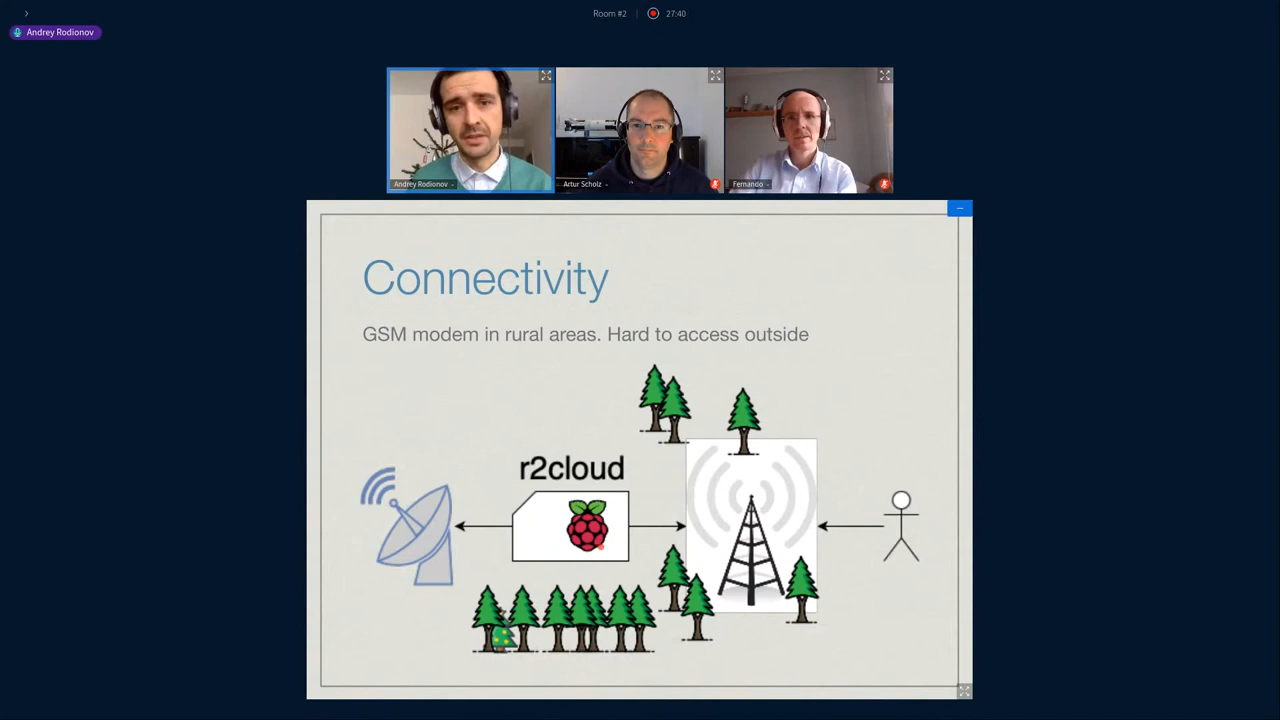 Room #2
27:40
Andrey Rodionov
Andrey Rodionov
Artur Scholz
Fernando
Connectivity
GSM modem in rural areas. Hard to access outside
r2cloud